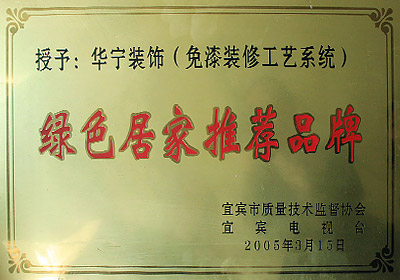 授予：华宁装饰（免漆装修工艺系统）
绿色居家推荐品牌
宜宾市质量技术监督协会
宜宾电视台
2005年3月15日